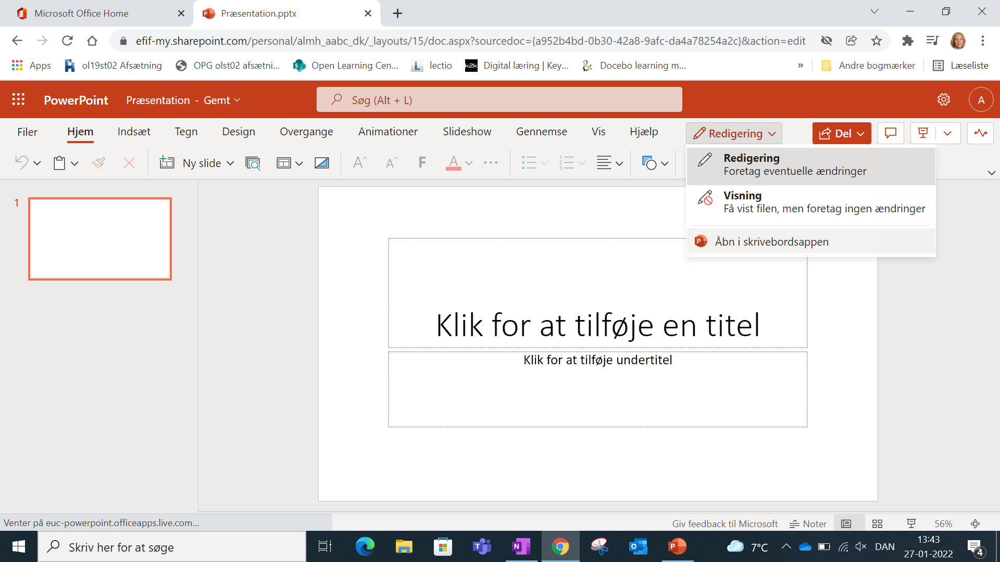 Microsoft Office Home
Præsentation.pptx
efif-my.sharepoint.com/personal/almh_aabc_dk/_layouts/15/doc.aspx?sourcedoc={a952b4bd-0b30-42a8-9afc-da4a78254a2c}&action=edit
Apps
ol19st02 Afsætning
OPG olst02 afsætni...
Open Learning Cen...
lectio
Digital læring | Key...
Docebo learning m...
»
Andre bogmærker
Læseliste
PowerPoint
Præsentation - Gemt
Søg (Alt + L)
A
Filer
Hjem
Indsæt
Tegn
Design
Overgange
Animationer
Slideshow
Gennemse
Vis
Hjælp
Redigering
Del
Ny slide
F
Redigering
Foretag eventuelle ændringer
Visning
Få vist filen, men foretag ingen ændringer
Åbn i skrivebordsappen
1
Klik for at tilføje en titel
Klik for at tilføje undertitel
Venter på euc-powerpoint.officeapps.live.com...
Giv feedback til Microsoft
Noter
56%
Skriv her for at søge
7°C
DAN
13:43
27-01-2022
4